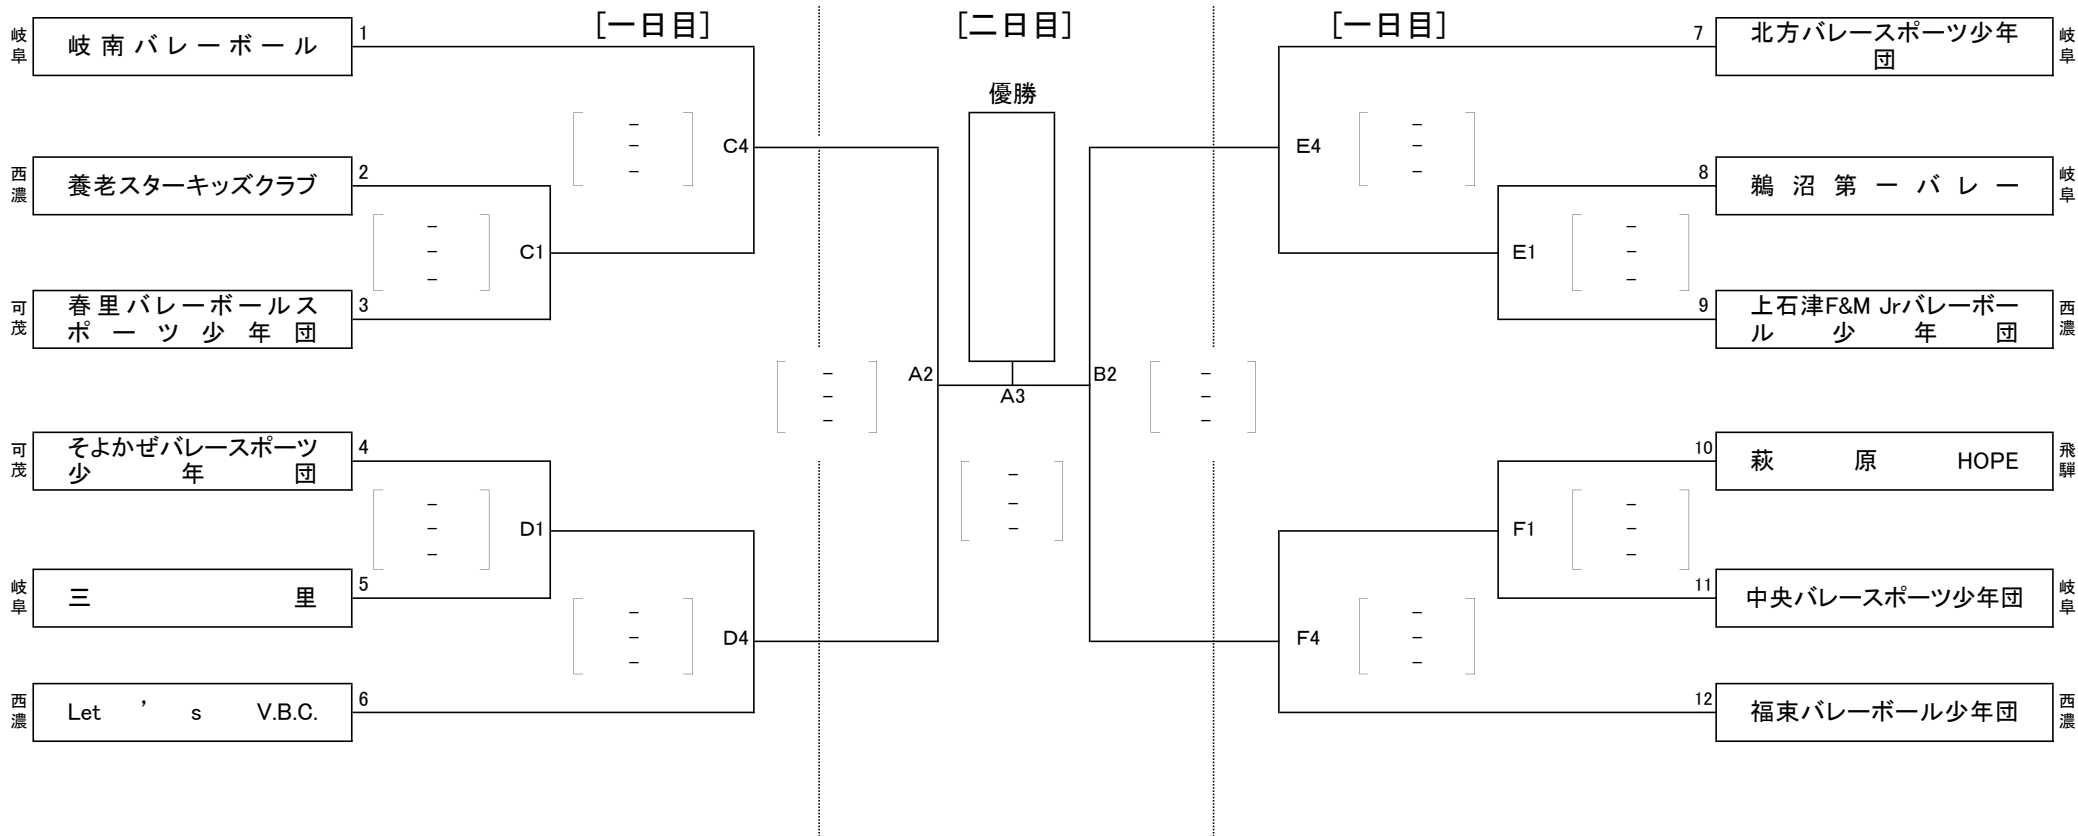 [一日目]
[二日目]
[一日目]
岐阜
岐南バレーボール
1
7
北方バレースポーツ少年
団
岐阜
優勝
-
-
-
C4
E4
-
-
-
西濃
養老スターキッズクラブ
2
8
鵜沼第一バレー
岐阜
-
-
-
C1
E1
-
-
-
可茂
春里バレーボールス
ポーツ少年団
3
9
上石津F&M Jrバレーボー
ル少年団
西濃
-
-
-
A2
A3
B2
-
-
-
可茂
そよかぜバレースポーツ
少年団
4
10
萩原HOPE
飛騨
-
-
-
-
-
-
-
-
-
D1
F1
岐阜
三里
5
11
中央バレースポーツ少年団
岐阜
-
-
-
D4
F4
-
-
-
西濃
Let’s V.B.C.
6
12
福束バレーボール少年団
西濃